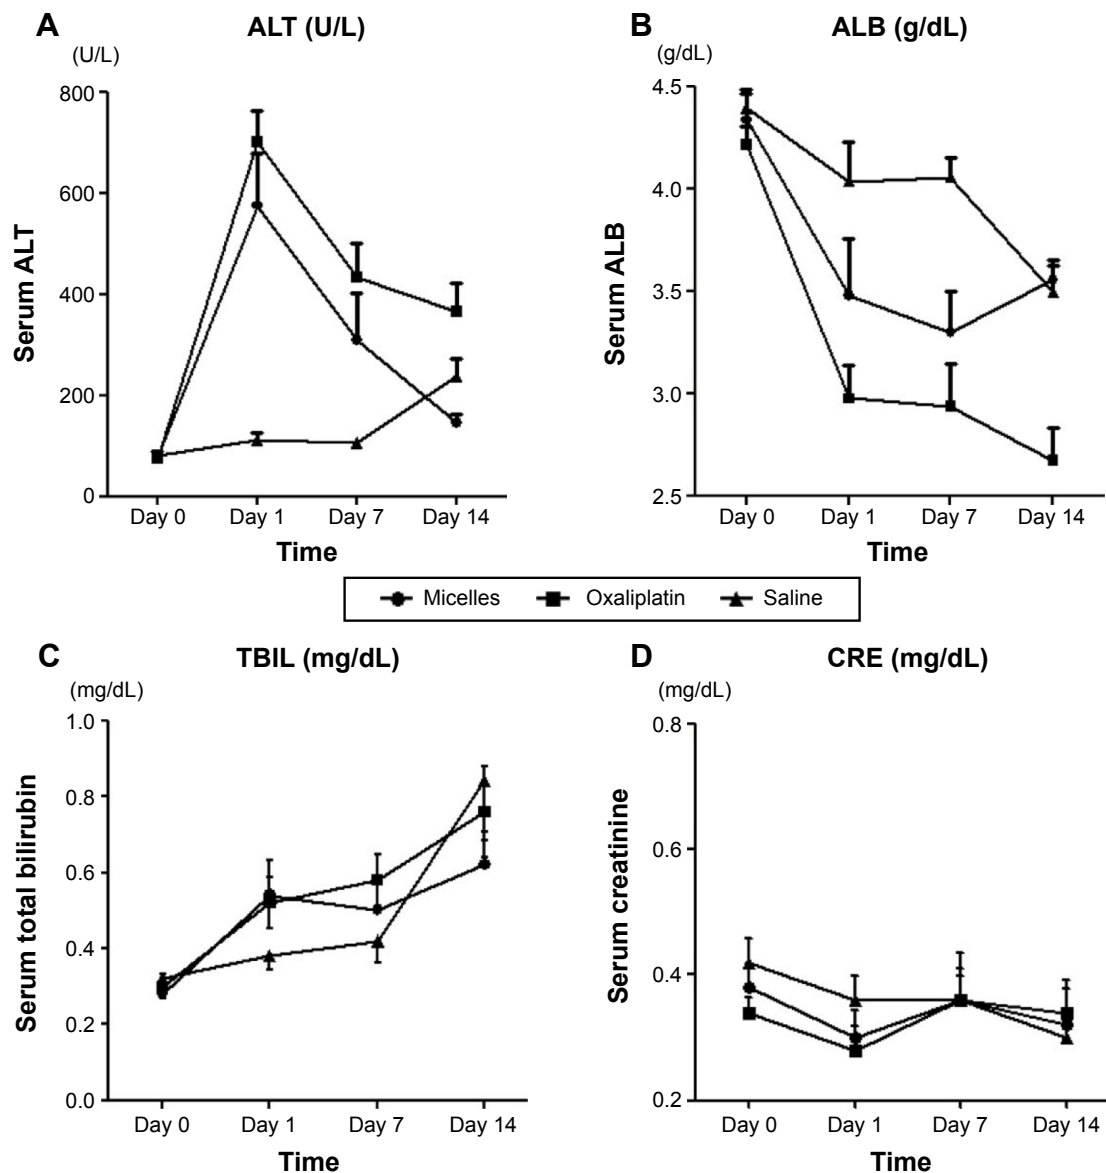 A
ALT (U/L)
(U/L)
800
600
400
200
0
Serum ALT
Day 0 Day 1 Day 7 Day 14
Time
B
ALB (g/dL)
(g/dL)
4.5
4.0
3.5
3.0
2.5
Serum ALB
Day 0 Day 1 Day 7 Day 14
Time
Micelles Oxaliplatin Saline
C
TBIL (mg/dL)
(mg/dL)
1.0
0.8
0.6
0.4
0.2
0.0
Serum total bilirubin
Day 0 Day 1 Day 7 Day 14
Time
D
CRE (mg/dL)
(mg/dL)
0.8
0.6
0.4
0.2
Serum creatinine
Day 0 Day 1 Day 7 Day 14
Time